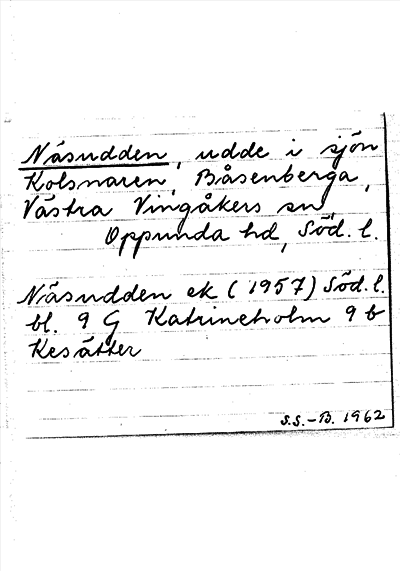 Näsudden, udde i sjön
Kolsnaren, Båsenberga,
Västra Vingåkers sn,
Oppunda hd, Söd. l.
Näsudden ek (1957) Söd. l.
bl. 9 G Katrineholm 9 b
Kesätter
S.S.-B. 1962